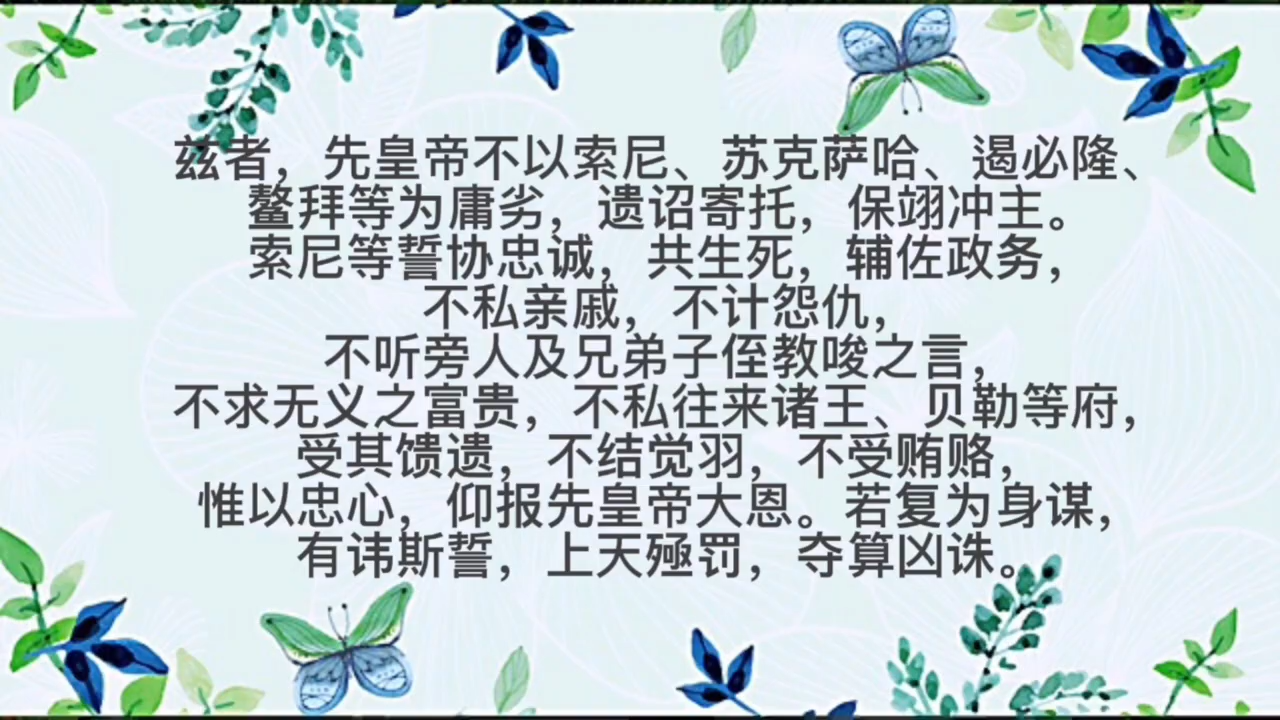 兹者，先皇帝不以索尼、苏克萨哈、遏必隆、
鳌拜等为庸劣，遗诏寄托，保翊冲主。
索尼等誓协忠诚，共生死，辅佐政务，
不私亲戚，不计怨仇，
不听旁人及兄弟子侄教唆之言，
不求无义之富贵，不私往来诸王、贝勒等府，
受其馈遗，不结觉羽，不受贿赂，
惟以忠心，仰报先皇帝大恩。若复为身谋，
有讳斯誓，上天殛罚，夺算凶诛。